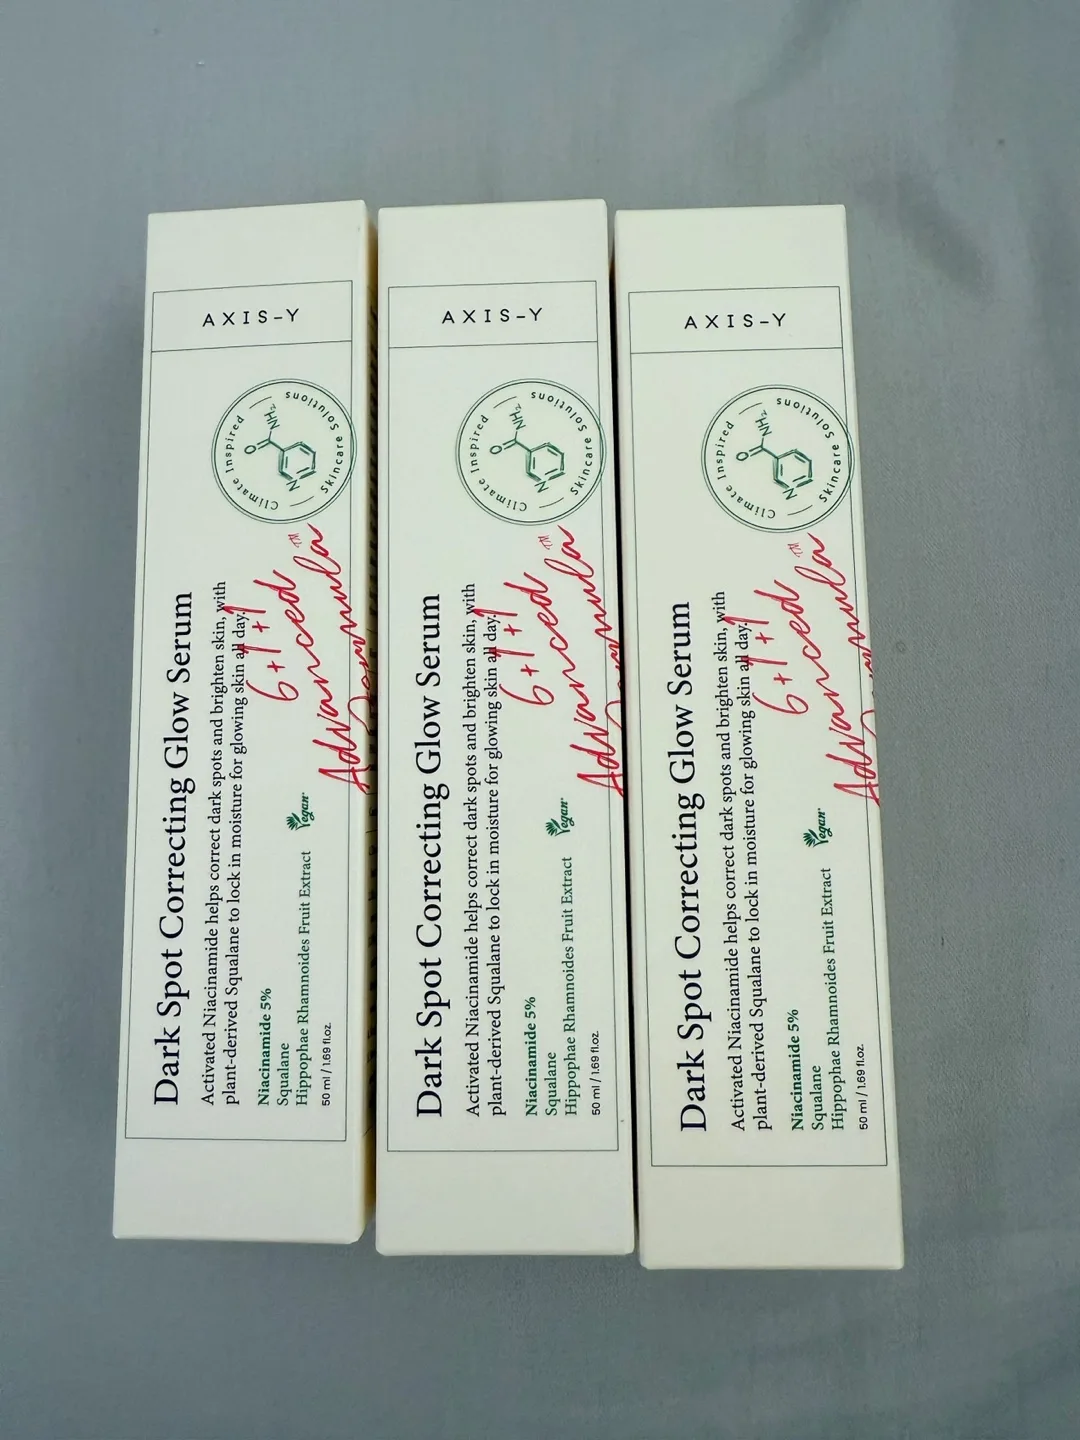 AXIS-Y
Climate Inspired
Skincare Solutions
O
NH₂
N
Dark Spot Correcting Glow Serum
Activated Niacinamide helps correct dark spots and brighten skin, with
plant-derived Squalane to lock in moisture for glowing skin all day.
6+1+1
Advanced
Formula™
Vegan
Niacinamide 5%
Squalane
Hippophae Rhamnoides Fruit Extract
50 ml / 1.69 fl.oz.
AXIS-Y
Climate Inspired
Skincare Solutions
O
NH₂
N
Dark Spot Correcting Glow Serum
Activated Niacinamide helps correct dark spots and brighten skin, with
plant-derived Squalane to lock in moisture for glowing skin all day.
6+1+1
Advanced
Formula™
Vegan
Niacinamide 5%
Squalane
Hippophae Rhamnoides Fruit Extract
50 ml / 1.69 fl.oz.
AXIS-Y
Climate Inspired
Skincare Solutions
O
NH₂
N
Dark Spot Correcting Glow Serum
Activated Niacinamide helps correct dark spots and brighten skin, with
plant-derived Squalane to lock in moisture for glowing skin all day.
6+1+1
Advanced
Formula™
Vegan
Niacinamide 5%
Squalane
Hippophae Rhamnoides Fruit Extract
50 ml / 1.69 fl.oz.